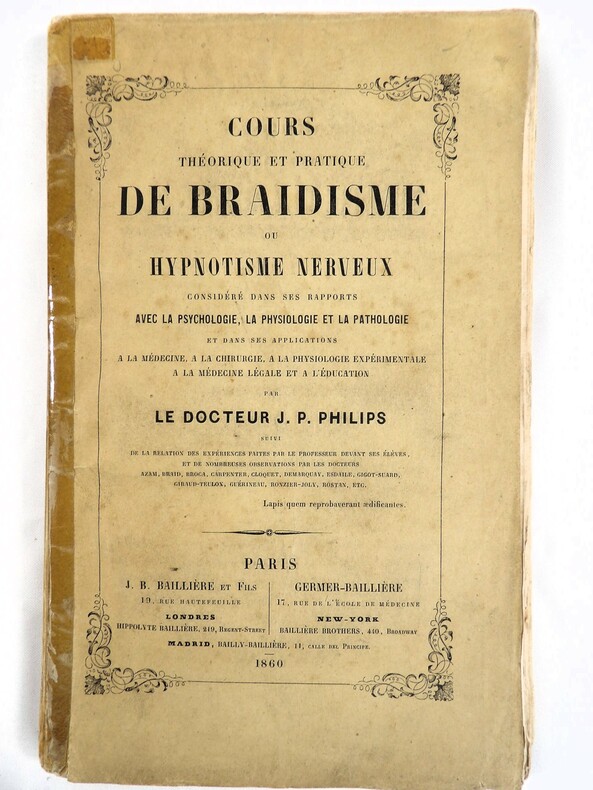 COURS
THÉORIQUE ET PRATIQUE
DE BRAIDISME
OU
HYPNOTISME NERVEUX
CONSIDÉRÉ DANS SES RAPPORTS
AVEC LA PSYCHOLOGIE, LA PHYSIOLOGIE ET LA PATHOLOGIE
ET DANS SES APPLICATIONS
A LA MÉDECINE, A LA CHIRURGIE, A LA PHYSIOLOGIE EXPÉRIMENTALE
A LA MÉDECINE LÉGALE ET A L'ÉDUCATION
PAR
LE DOCTEUR J. P. PHILIPS
SUIVI
DE LA RELATION DES EXPÉRIENCES FAITES PAR LE PROFESSEUR DEVANT SES ÉLÈVES,
ET DE NOMBREUSES OBSERVATIONS PAR LES DOCTEURS
AZAM, BRAID, BROCA, CARPENTER, CLOQUET, DEMARQUAY, ESDAILE, GIGOT-SUARD,
GIRAUD-TEULON, GUÉRINEAU, RONZIER-JOLY, ROSTAN, ETC.
Lapis quem reprobaverant ædificantes.
PARIS
J. B. BAILLIÈRE ET FILS
19, RUE HAUTEFEUILLE
GERMER-BAILLIÈRE
17, RUE DE L'ÉCOLE DE MÉDECINE
LONDRES
HIPPOLYTE BAILLIÈRE, 219, REGENT-STREET
NEW-YORK
BAILLIÈRE BROTHERS, 440, BROADWAY
MADRID, BAILLY-BAILLIÈRE, 11, CALLE DEL PRINCIPE.
1860